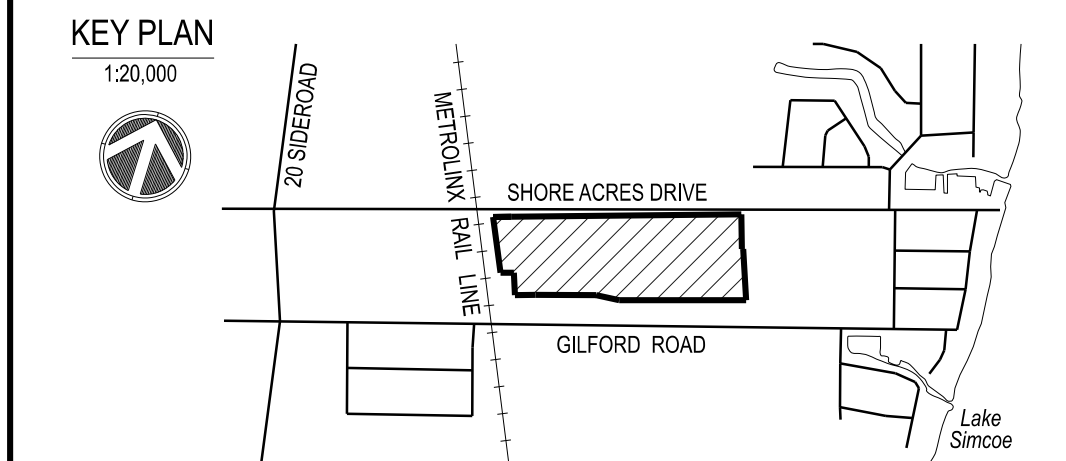 KEY PLAN
1:20,000
20 SIDEROAD
METROLINX RAIL LINE
SHORE ACRES DRIVE
GILFORD ROAD
Lake
Simcoe